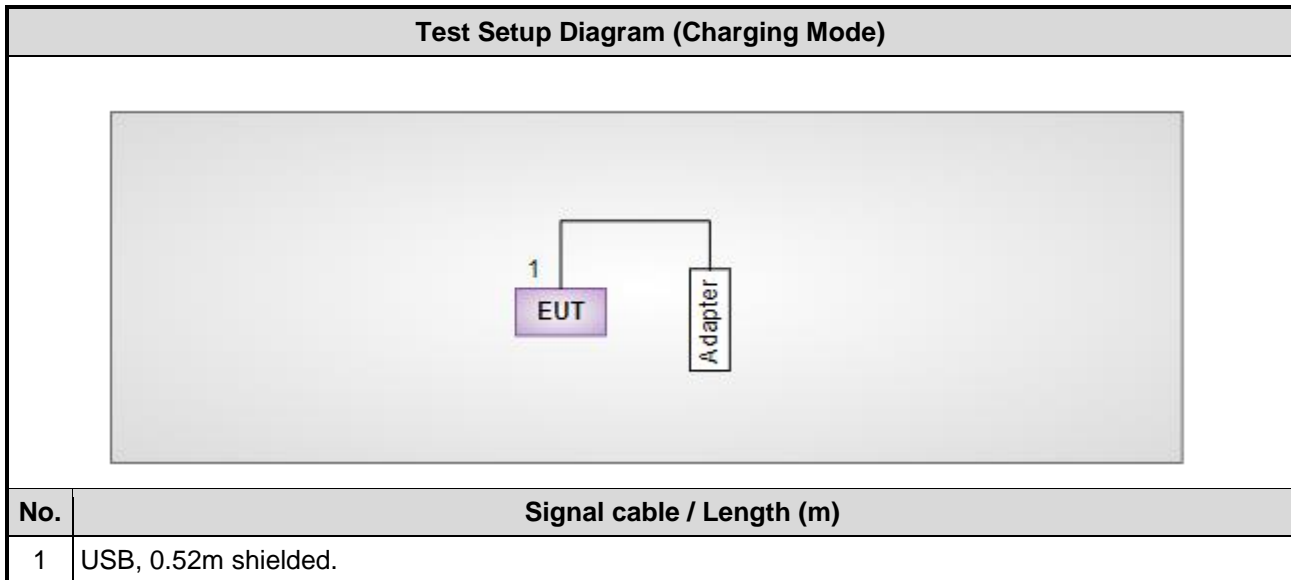 Test Setup Diagram (Charging Mode)
1
EUT
Adapter
No. Signal cable / Length (m)
1 USB, 0.52m shielded.